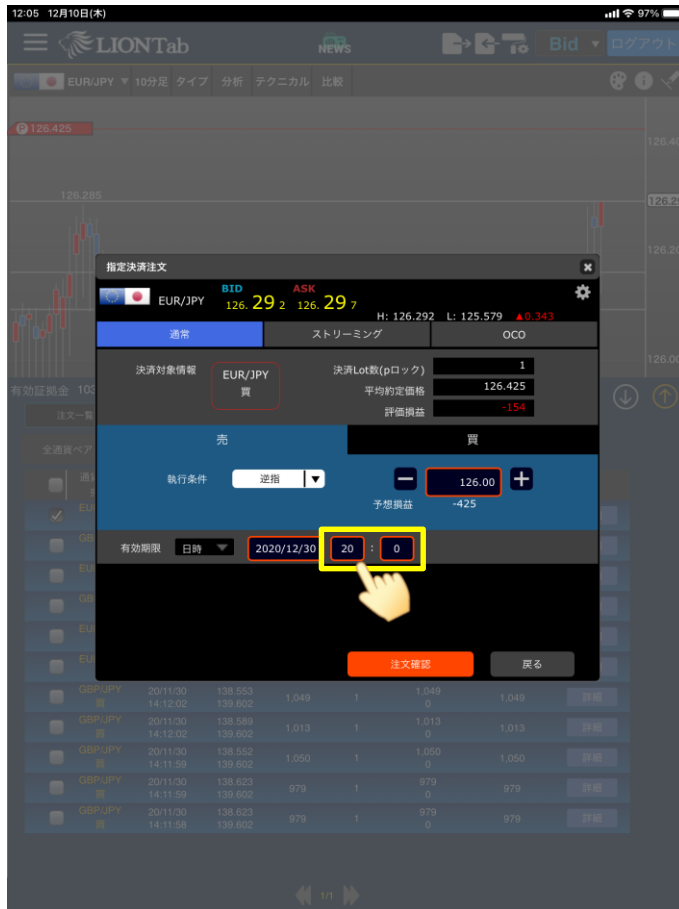 12:05 12月10日(木) 97%
LIONTab NEWS Bid ▼ ログアウト
EUR/JPY ▼ 10分足 タイプ 分析 テクニカル 比較
P 126.425
126.285
126.20
126.00
指定決済注文
EUR/JPY BID 126. 29 2 ASK 126. 29 7 H: 126.292 L: 125.579 ▲0.343
通常 ストリーミング OCO
決済対象情報 EUR/JPY 買
決済Lot数(pロック) 1
平均約定価格 126.425
評価損益 -154
有効証拠金 103
注文一覧
全通貨ペア
売 買
執行条件 逆指 ▼ − 126.00 +
予想損益 -425
有効期限 日時 ▼ 2020/12/30 20 : 0
注文確認 戻る
GBP/JPY 20/11/30 138.553 1,049 1 1,049 1,049 詳細
買 14:12:02 139.602 0
GBP/JPY 20/11/30 138.589 1,013 1 1,013 1,013 詳細
買 14:12:02 139.602 0
GBP/JPY 20/11/30 138.552 1,050 1 1,050 1,050 詳細
買 14:11:59 139.602 0
GBP/JPY 20/11/30 138.623 979 1 979 979 詳細
買 14:11:59 139.602 0
GBP/JPY 20/11/30 138.623 979 1 979 979 詳細
買 14:11:58 139.602 0
1/1